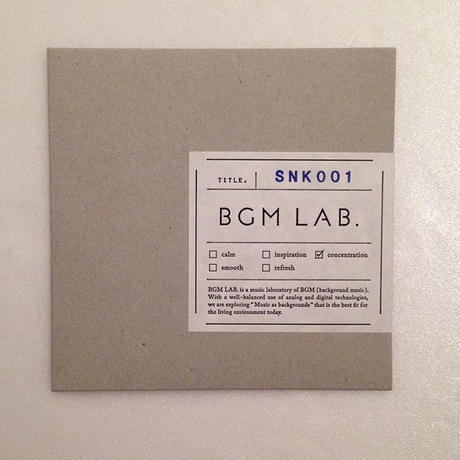 TITLE. SNK001
BGM LAB.
calm inspiration concentration
smooth refresh
BGM LAB. is a music laboratory of BGM (background music).
With a well-balanced use of analog and digital technologies,
we are exploring "Music as backgrounds" that is the best fit for
the living environment today.